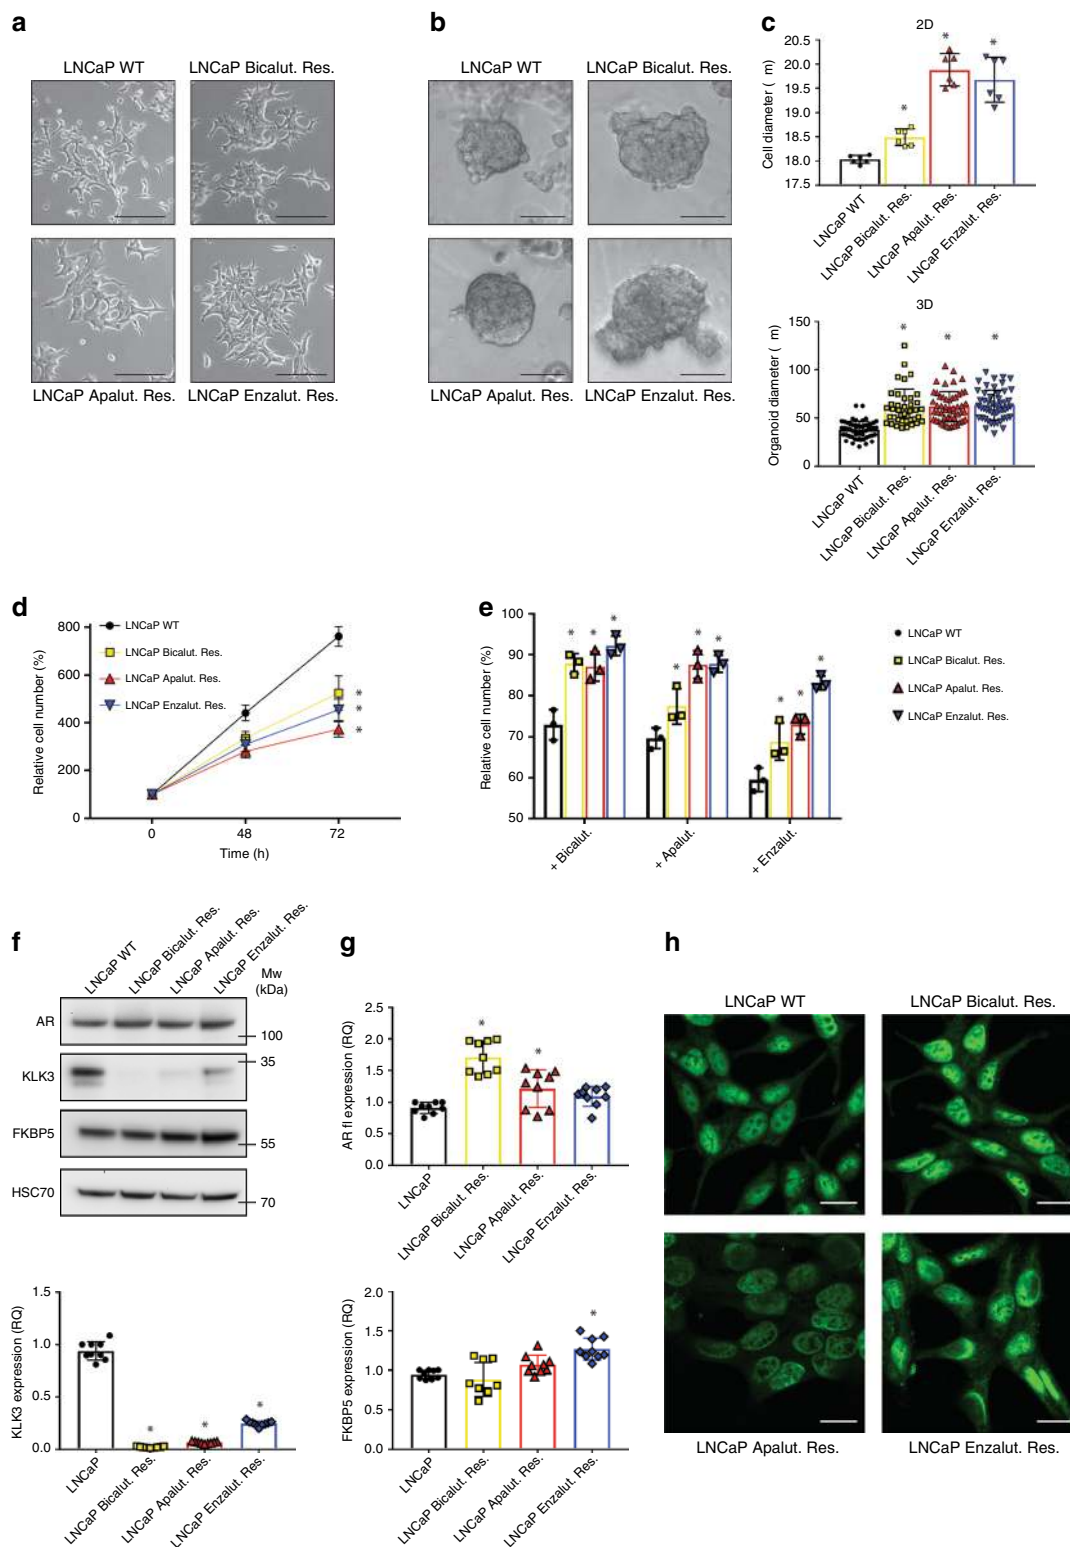 a
LNCaP WT
LNCaP Bicalut. Res.
LNCaP Apalut. Res.
LNCaP Enzalut. Res.
b
LNCaP WT
LNCaP Bicalut. Res.
LNCaP Apalut. Res.
LNCaP Enzalut. Res.
c
2D
Cell diameter ( m)
20.5
20.0
19.5
18.5
18.0
17.5
*
*
*
LNCaP WT
LNCaP Bicalut. Res.
LNCaP Apalut. Res.
LNCaP Enzalut. Res.
3D
Organoid diameter ( m)
150
100
50
0
*
*
*
LNCaP WT
LNCaP Bicalut. Res.
LNCaP Apalut. Res.
LNCaP Enzalut. Res.
d
Relative cell number (%)
800
600
400
200
0
LNCaP WT
LNCaP Bicalut. Res.
LNCaP Apalut. Res.
LNCaP Enzalut. Res.
*
*
*
0
48
72
Time (h)
e
Relative cell number (%)
100
90
80
70
60
50
* * *
* * *
* * *
+ Bicalut.
+ Apalut.
+ Enzalut.
LNCaP WT
LNCaP Bicalut. Res.
LNCaP Apalut. Res.
LNCaP Enzalut. Res.
f
LNCaP WT
LNCaP Bicalut. Res.
LNCaP Apalut. Res.
LNCaP Enzalut. Res.
Mw
(kDa)
AR
100
KLK3
35
FKBP5
55
HSC70
70
KLK3 expression (RQ)
1.5
1.0
0.5
0.0
*
*
*
LNCaP
LNCaP Bicalut. Res.
LNCaP Apalut. Res.
LNCaP Enzalut. Res.
g
AR fl expression (RQ)
2.5
2.0
1.5
1.0
0.5
0.0
*
*
LNCaP
LNCaP Bicalut. Res.
LNCaP Apalut. Res.
LNCaP Enzalut. Res.
FKBP5 expression (RQ)
2.0
1.5
1.0
0.5
0.0
*
LNCaP
LNCaP Bicalut. Res.
LNCaP Apalut. Res.
LNCaP Enzalut. Res.
h
LNCaP WT
LNCaP Bicalut. Res.
LNCaP Apalut. Res.
LNCaP Enzalut. Res.